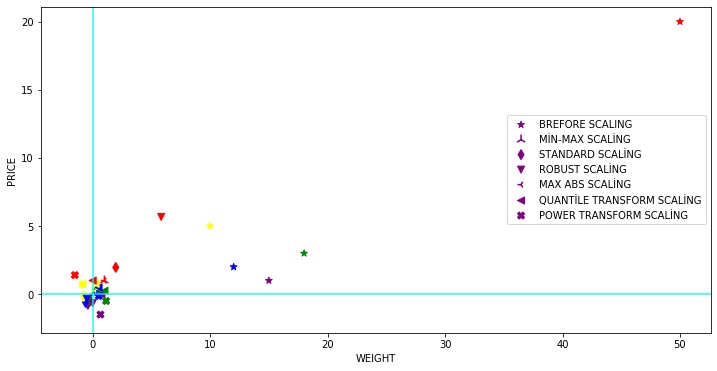 20
15
10
5
0
PRICE
BREFORE SCALING
MİN-MAX SCALİNG
STANDARD SCALİNG
ROBUST SCALİNG
MAX ABS SCALİNG
QUANTİLE TRANSFORM SCALİNG
POWER TRANSFORM SCALİNG
0 10 20 30 40 50
WEIGHT